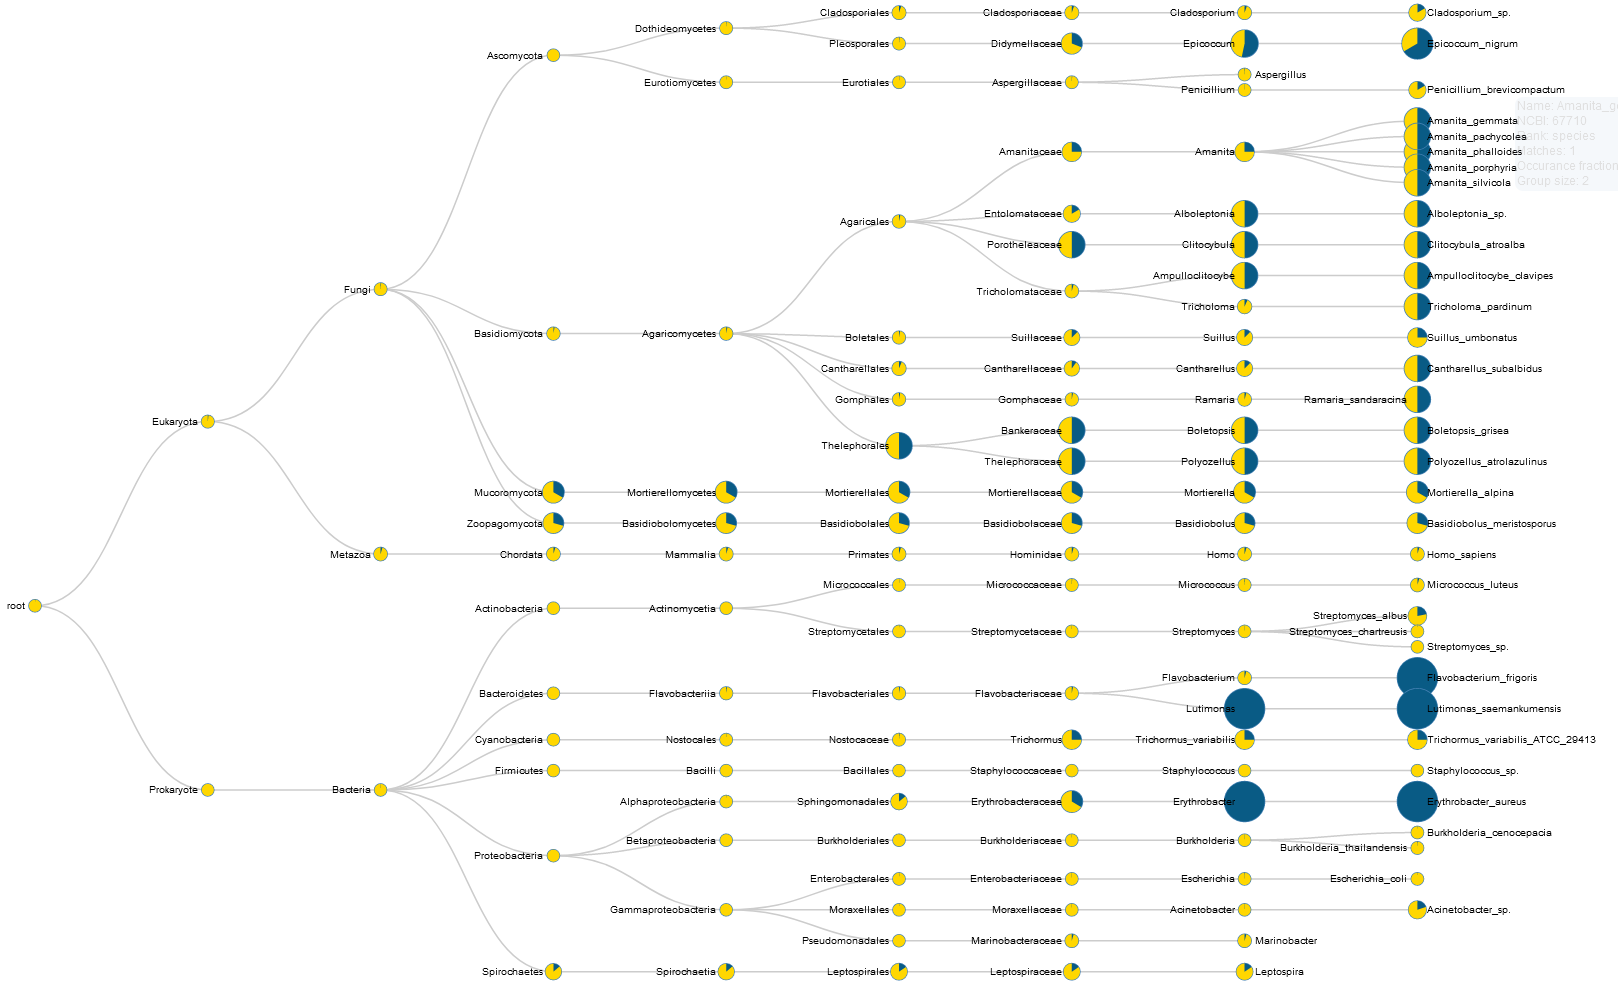 Cladosporiales Cladosporiaceae Cladosporium Cladosporium_sp.
Dothideomycetes
Pleosporales Didymellaceae Epicoccum Epicoccum_nigrum
Ascomycota
Aspergillus
Eurotiomycetes Eurotiales Aspergillaceae
Penicillium Penicillium_brevicompactum
Name: Amanita_g
Amanita_gemmata NCBI: 67710
Amanita_pachycolea Rank: species
Amanitaceae Amanita Amanita_phalloides Matches: 1
Amanita_porphyria Occurance fraction
Amanita_silvicola Group size: 2
Entolomataceae Alboleptonia Alboleptonia_sp.
Agaricales
Porotheleaceae Clitocybula Clitocybula_atroalba
Ampulloclitocybe Ampulloclitocybe_clavipes
Fungi Tricholomataceae
Tricholoma Tricholoma_pardinum
Basidiomycota Agaricomycetes
Boletales Suillaceae Suillus Suillus_umbonatus
Cantharellales Cantharellaceae Cantharellus Cantharellus_subalbidus
Gomphales Gomphaceae Ramaria Ramaria_sandaracina
Eukaryota
Bankeraceae Boletopsis Boletopsis_grisea
Thelephorales
Thelephoraceae Polyozellus Polyozellus_atrolazulinus
Mucoromycota Mortierellomycetes Mortierellales Mortierellaceae Mortierella Mortierella_alpina
Zoopagomycota Basidiobolomycetes Basidiobolales Basidiobolaceae Basidiobolus Basidiobolus_meristosporus
Metazoa Chordata Mammalia Primates Hominidae Homo Homo_sapiens
Micrococcales Micrococcaceae Micrococcus Micrococcus_luteus
root Actinobacteria Actinomycetia
Streptomyces_albus
Streptomycetales Streptomycetaceae Streptomyces Streptomyces_chartreusis
Streptomyces_sp.
Flavobacterium Flavobacterium_frigoris
Bacteroidetes Flavobacteriia Flavobacteriales Flavobacteriaceae
Lutimonas Lutimonas_saemankumensis
Cyanobacteria Nostocales Nostocaceae Trichormus Trichormus_variabilis Trichormus_variabilis_ATCC_29413
Firmicutes Bacilli Bacillales Staphylococcaceae Staphylococcus Staphylococcus_sp.
Prokaryote Bacteria
Alphaproteobacteria Sphingomonadales Erythrobacteraceae Erythrobacter Erythrobacter_aureus
Burkholderia_cenocepacia
Betaproteobacteria Burkholderiales Burkholderiaceae Burkholderia
Burkholderia_thailandensis
Proteobacteria
Enterobacterales Enterobacteriaceae Escherichia Escherichia_coli
Gammaproteobacteria Moraxellales Moraxellaceae Acinetobacter Acinetobacter_sp.
Pseudomonadales Marinobacteraceae Marinobacter
Spirochaetes Spirochaetia Leptospirales Leptospiraceae Leptospira